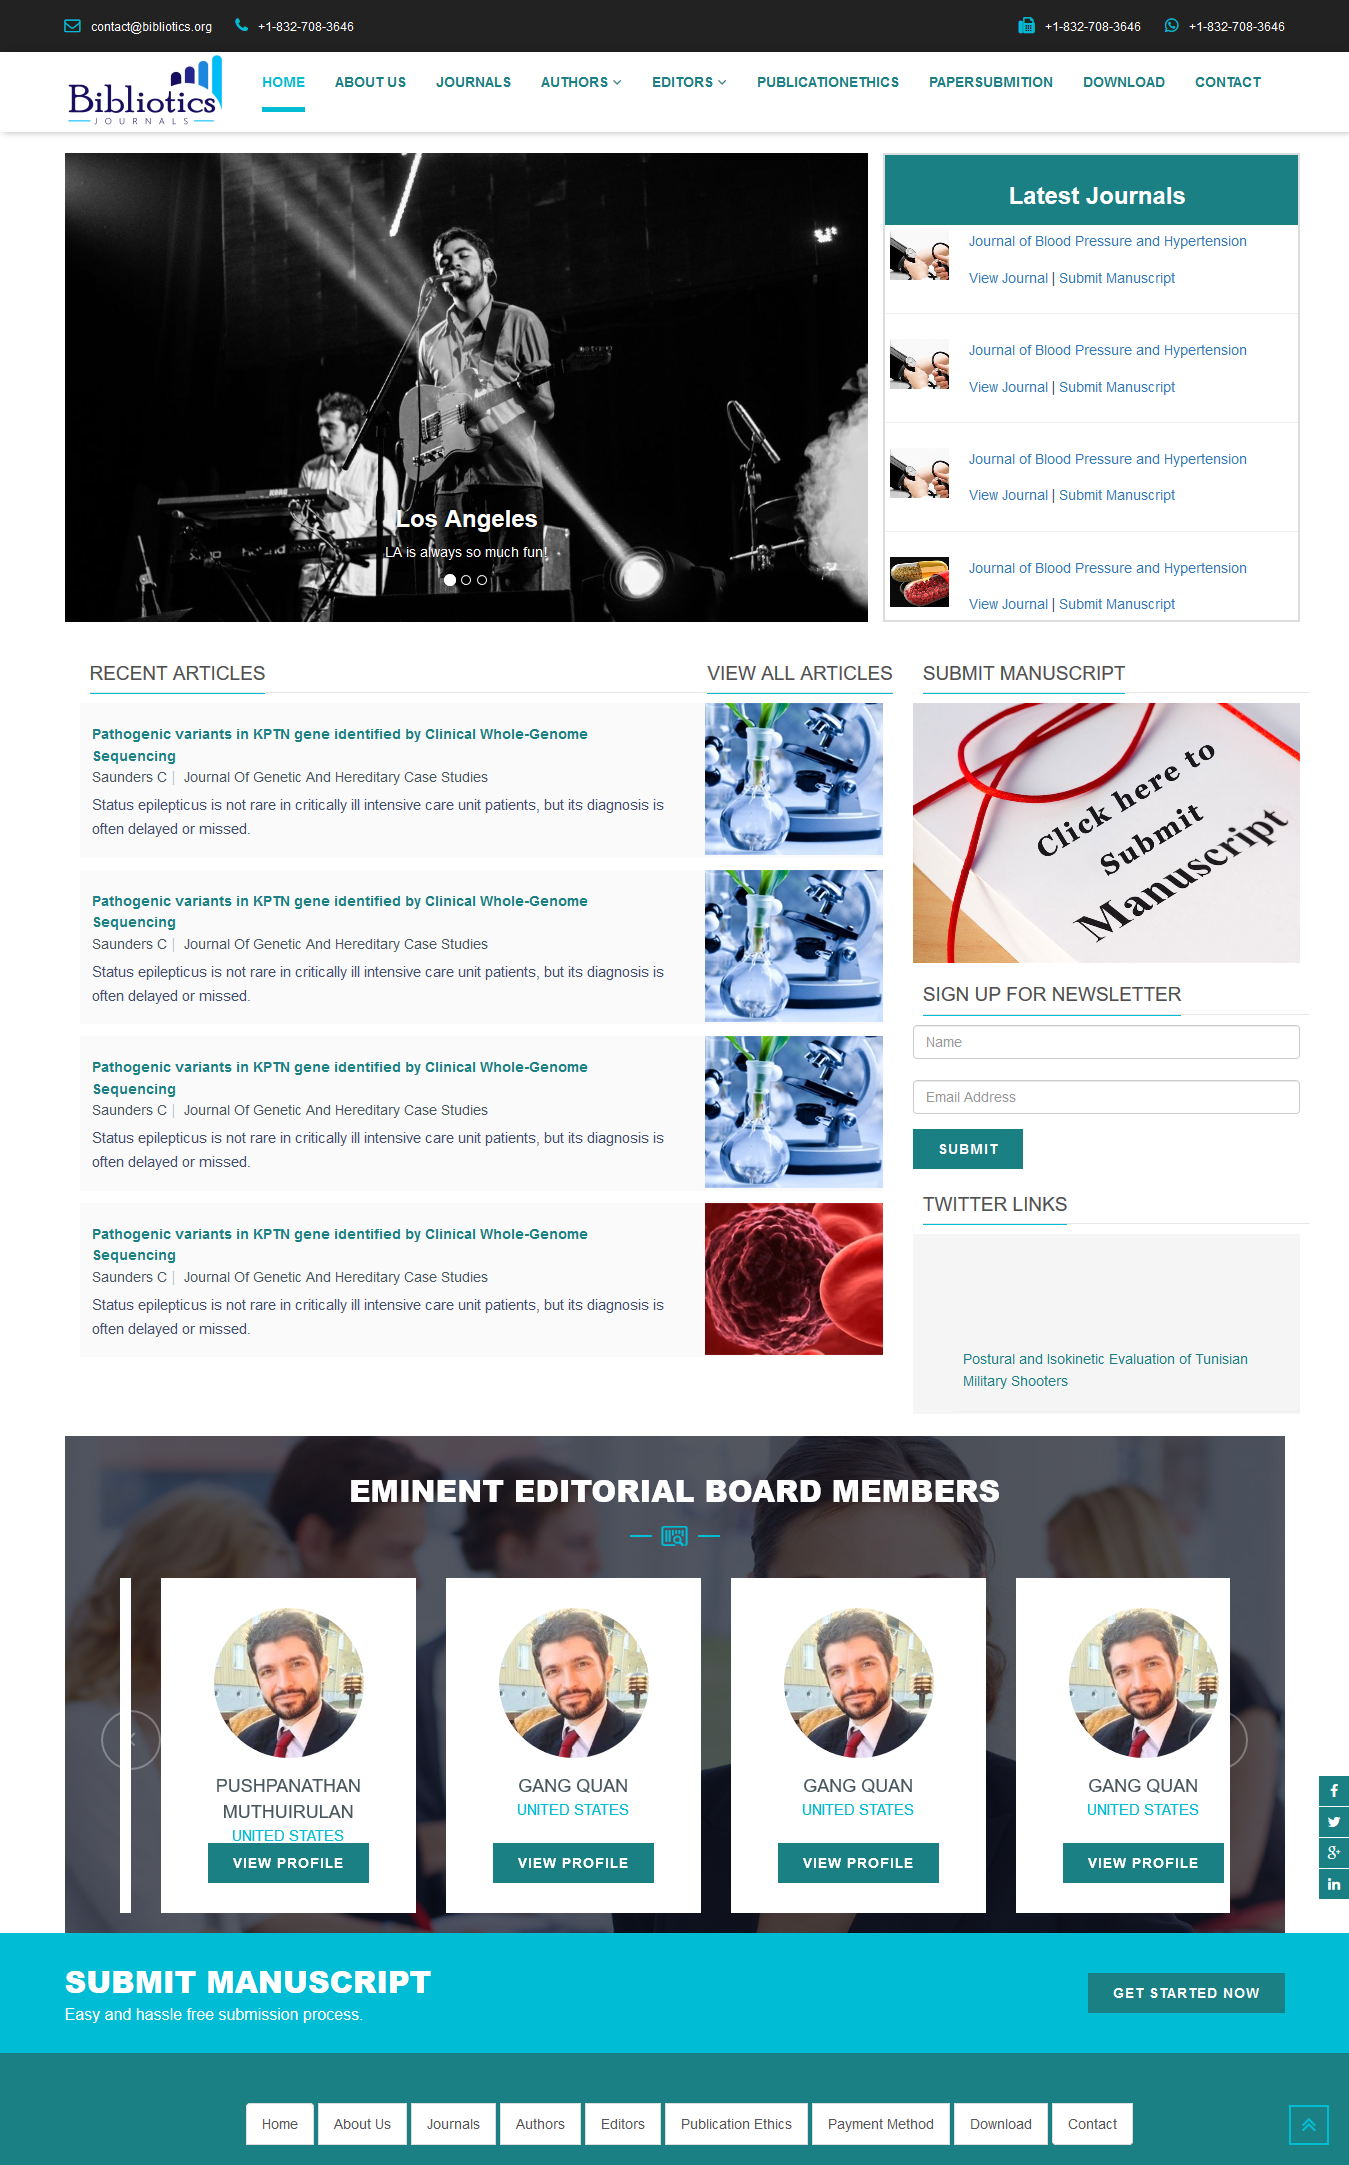 contact@bibliotics.org +1-832-708-3646 +1-832-708-3646 +1-832-708-3646
Bibliotics
JOURNALS
HOME ABOUT US JOURNALS AUTHORS EDITORS PUBLICATIONETHICS PAPERSUBMITION DOWNLOAD CONTACT
KORG
Los Angeles
LA is always so much fun!
Latest Journals
Journal of Blood Pressure and Hypertension
View Journal | Submit Manuscript
Journal of Blood Pressure and Hypertension
View Journal | Submit Manuscript
Journal of Blood Pressure and Hypertension
View Journal | Submit Manuscript
Journal of Blood Pressure and Hypertension
View Journal | Submit Manuscript
RECENT ARTICLES VIEW ALL ARTICLES
Pathogenic variants in KPTN gene identified by Clinical Whole-Genome
Sequencing
Saunders C | Journal Of Genetic And Hereditary Case Studies
Status epilepticus is not rare in critically ill intensive care unit patients, but its diagnosis is
often delayed or missed.
Pathogenic variants in KPTN gene identified by Clinical Whole-Genome
Sequencing
Saunders C | Journal Of Genetic And Hereditary Case Studies
Status epilepticus is not rare in critically ill intensive care unit patients, but its diagnosis is
often delayed or missed.
Pathogenic variants in KPTN gene identified by Clinical Whole-Genome
Sequencing
Saunders C | Journal Of Genetic And Hereditary Case Studies
Status epilepticus is not rare in critically ill intensive care unit patients, but its diagnosis is
often delayed or missed.
Pathogenic variants in KPTN gene identified by Clinical Whole-Genome
Sequencing
Saunders C | Journal Of Genetic And Hereditary Case Studies
Status epilepticus is not rare in critically ill intensive care unit patients, but its diagnosis is
often delayed or missed.
SUBMIT MANUSCRIPT
Click here to
Submit
Manuscript
SIGN UP FOR NEWSLETTER
Name
Email Address
SUBMIT
TWITTER LINKS
Postural and Isokinetic Evaluation of Tunisian
Military Shooters
EMINENT EDITORIAL BOARD MEMBERS
PUSHPANATHAN
MUTHUIRULAN
UNITED STATES
VIEW PROFILE
GANG QUAN
UNITED STATES
VIEW PROFILE
GANG QUAN
UNITED STATES
VIEW PROFILE
GANG QUAN
UNITED STATES
VIEW PROFILE
SUBMIT MANUSCRIPT
Easy and hassle free submission process.
GET STARTED NOW
Home About Us Journals Authors Editors Publication Ethics Payment Method Download Contact